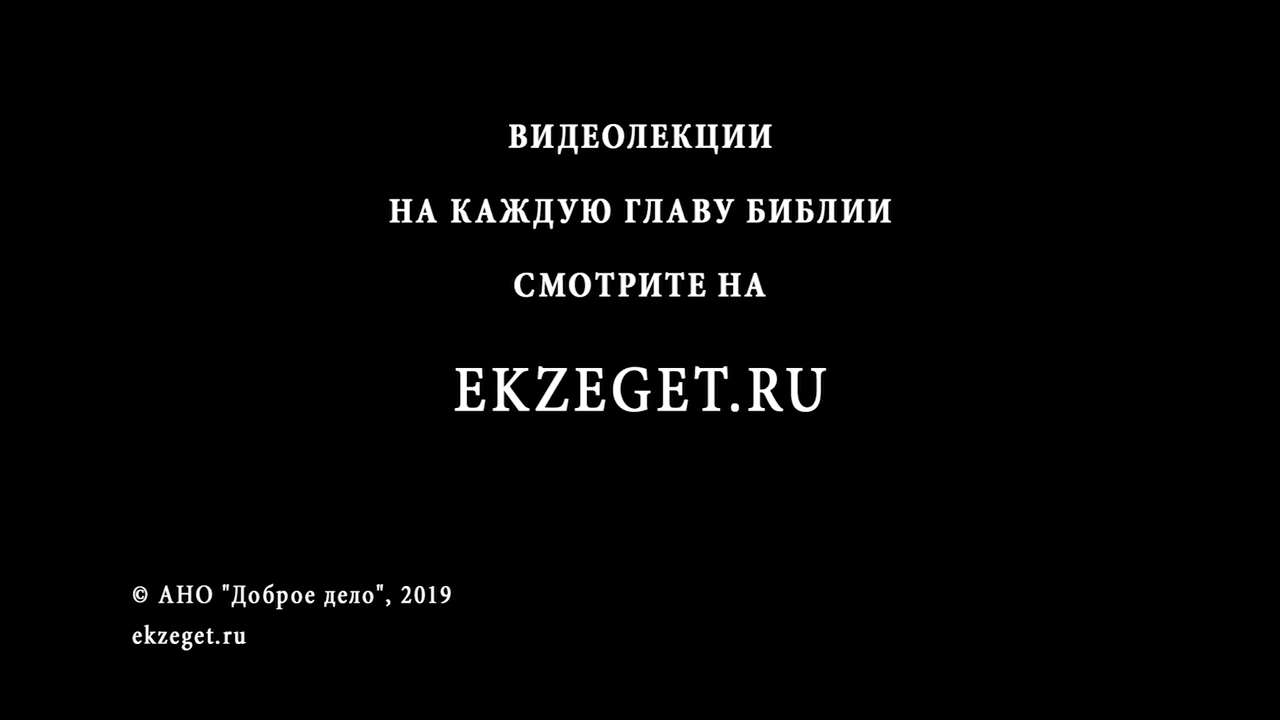 ВИДЕОЛЕКЦИИ
НА КАЖДУЮ ГЛАВУ БИБЛИИ
СМОТРИТЕ НА
EKZEGET.RU
© АНО "Доброе дело", 2019
ekzeget.ru